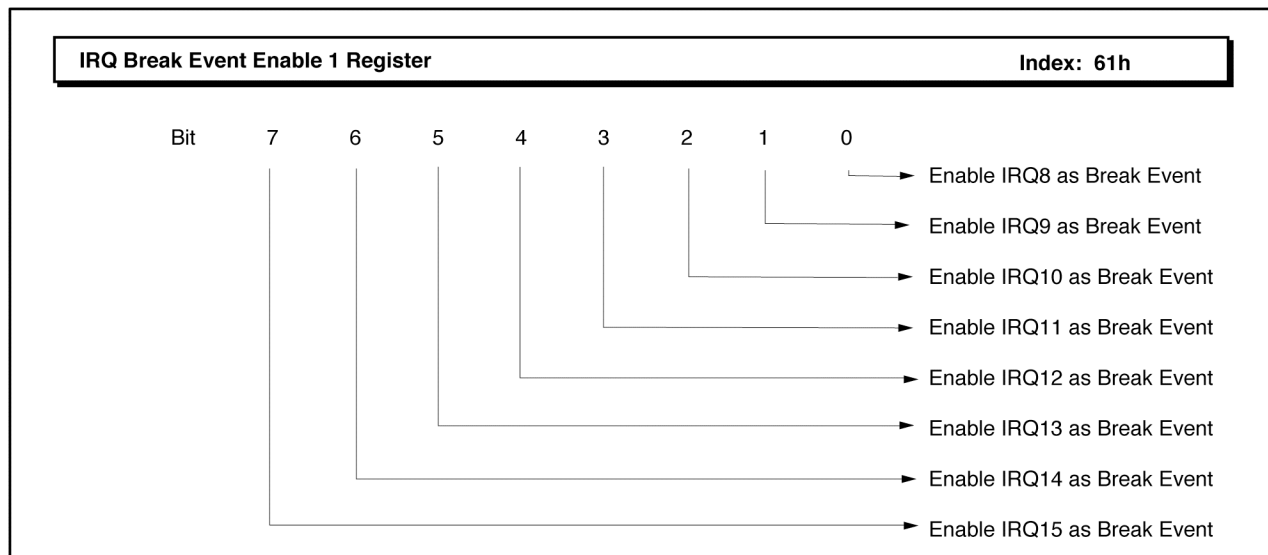 IRQ Break Event Enable 1 Register Index: 61h
Bit 7 6 5 4 3 2 1 0
Enable IRQ8 as Break Event
Enable IRQ9 as Break Event
Enable IRQ10 as Break Event
Enable IRQ11 as Break Event
Enable IRQ12 as Break Event
Enable IRQ13 as Break Event
Enable IRQ14 as Break Event
Enable IRQ15 as Break Event